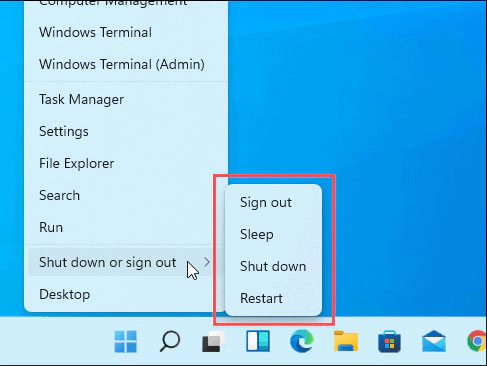 Computer Management
Windows Terminal
Windows Terminal (Admin)
Task Manager
Settings
File Explorer
Search
Run
Shut down or sign out
Desktop
Sign out
Sleep
Shut down
Restart